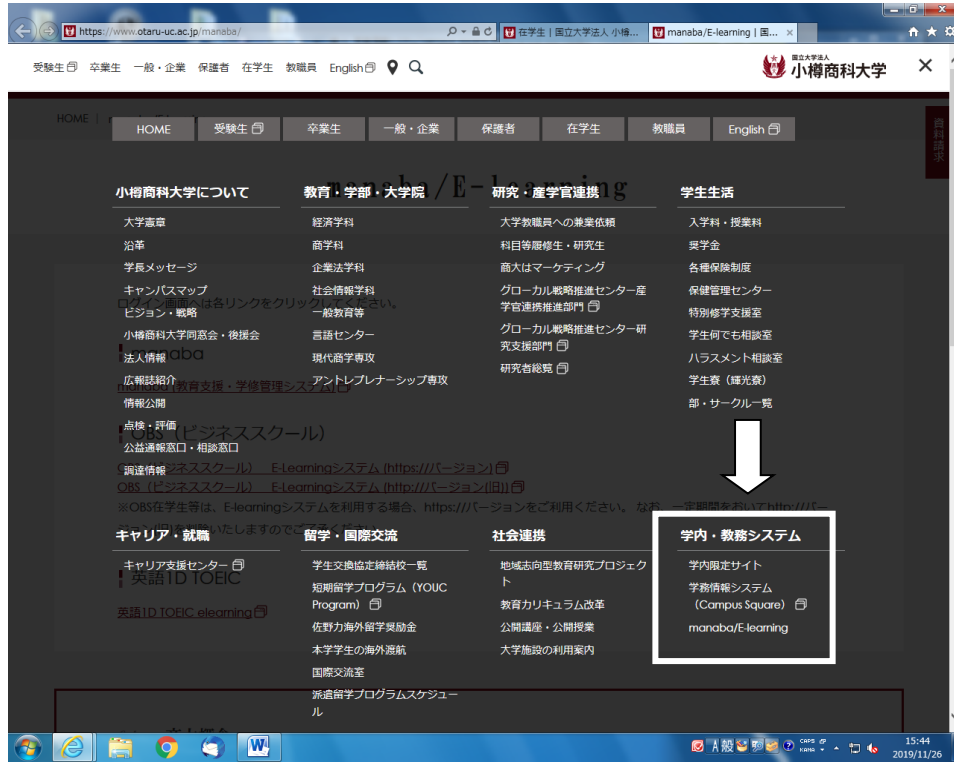 https://www.otaru-uc.ac.jp/manaba/
在学生 | 国立大学法人 小樽...
manaba/E-learning | 国...
受験生 卒業生 一般・企業 保護者 在学生 教職員 English
国立大学法人
小樽商科大学
HOME
資料請求
HOME 受験生 卒業生 一般・企業 保護者 在学生 教職員 English
manaba/E-learning
小樽商科大学について
大学憲章
沿革
学長メッセージ
キャンパスマップ
ビジョン・戦略
小樽商科大学同窓会・後援会
法人情報
広報誌紹介
情報公開
点検・評価
公益通報窓口・相談窓口
調達情報
教育・学部・大学院
経済学科
商学科
企業法学科
社会情報学科
一般教育等
言語センター
現代商学専攻
アントレプレナーシップ専攻
研究・産学官連携
大学教職員への兼業依頼
科目等履修生・研究生
商大はマーケティング
グローカル戦略推進センター産
学官連携推進部門
グローカル戦略推進センター研
究支援部門
研究者総覧
学生生活
入学料・授業料
奨学金
各種保険制度
保健管理センター
特別修学支援室
学生何でも相談室
ハラスメント相談室
学生寮（輝光寮）
部・サークル一覧
ログイン画面へは各リンクをクリックしてください。
manaba
manaba (教育支援・学修管理システム)
OBS（ビジネススクール）
OBS（ビジネススクール） E-Learningシステム (https://バージョン)
OBS（ビジネススクール） E-Learningシステム (http://バージョン(旧))
※OBS在学生等は、E-learningシステムを利用する場合、https://バージョンをご利用ください。 なお、一定期間をおいてhttp://バー
ジョン(旧)を削除いたしますのでご了承ください。
英語1D TOEIC
英語1D TOEIC elearning
キャリア・就職
キャリア支援センター
留学・国際交流
学生交換協定締結校一覧
短期留学プログラム（YOUC
Program）
佐野力海外留学奨励金
本学学生の海外渡航
国際交流室
派遣留学プログラムスケジュー
ル
社会連携
地域志向型教育研究プロジェク
ト
教育カリキュラム改革
公開講座・公開授業
大学施設の利用案内
学内・教務システム
学内限定サイト
学務情報システム
（Campus Square）
manaba/E-learning
A 般
CAPS
KANA
15:44
2019/11/26